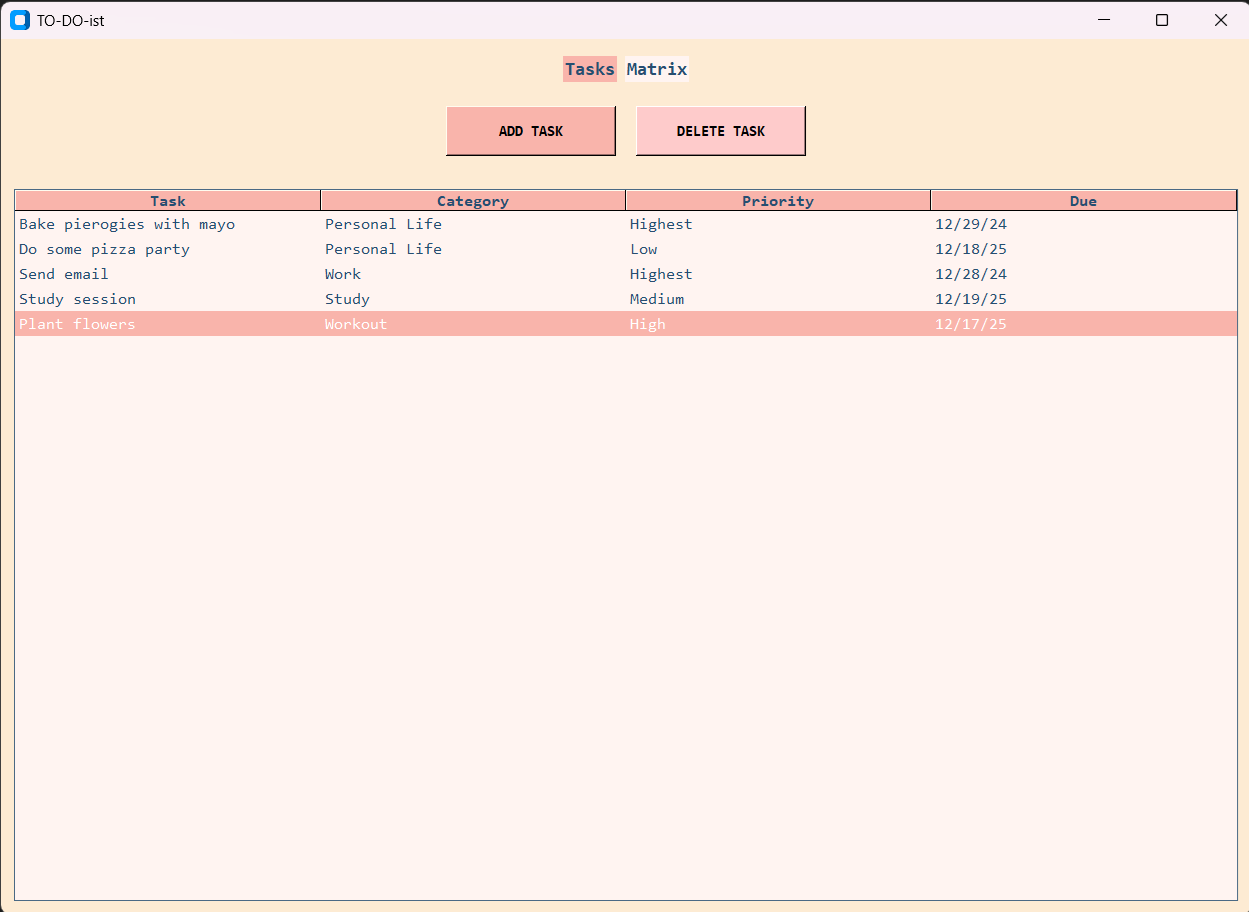 TO-DO-ist
Tasks Matrix
ADD TASK DELETE TASK
Task Category Priority Due
Bake pierogies with mayo Personal Life Highest 12/29/24
Do some pizza party Personal Life Low 12/18/25
Send email Work Highest 12/28/24
Study session Study Medium 12/19/25
Plant flowers Workout High 12/17/25